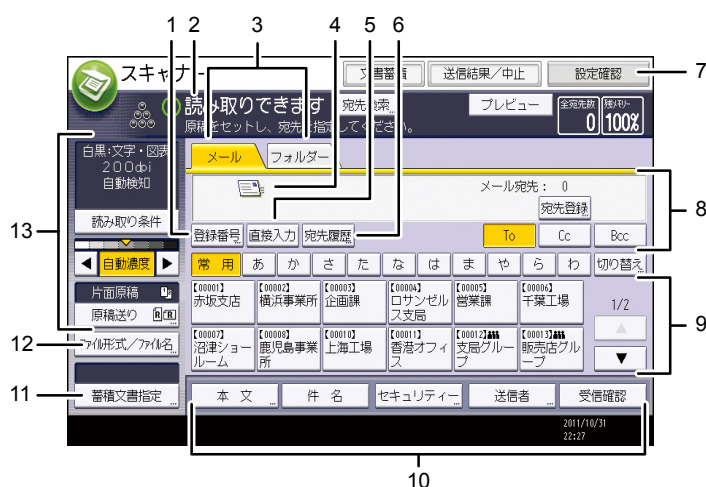 1 2 3 4 5 6
スキャナー 文書蓄積 送信結果／中止 設定確認 7
読み取りできます 宛先検索 プレビュー 全宛先数 0 残メモリー 100%
原稿をセットし、宛先を指定してください。
白黒:文字・図表 メール フォルダー
200dpi
自動検知 メール宛先: 0
宛先登録 8
13 読み取り条件 登録番号 直接入力 宛先履歴 To Cc Bcc
◀ 自動濃度 ▶ 常用 あ か さ た な は ま や ら わ 切り替え
片面原稿 【00001】 【00002】 【00003】 【00004】 【00005】 【00006】
原稿送り 赤坂支店 横浜事業所 企画課 ロサンゼルス支局 営業課 千葉工場 1/2
9
12 ファイル形式／ファイル名 【00007】 【00008】 【00010】 【00011】 【00012】 【00013】
沼津ショールーム 鹿児島事業所 上海工場 香港オフィス 支局グループ 販売店グループ ▲ ▼
11 蓄積文書指定 本文 件名 セキュリティー 送信者 受信確認
2011/10/31
22:27
10